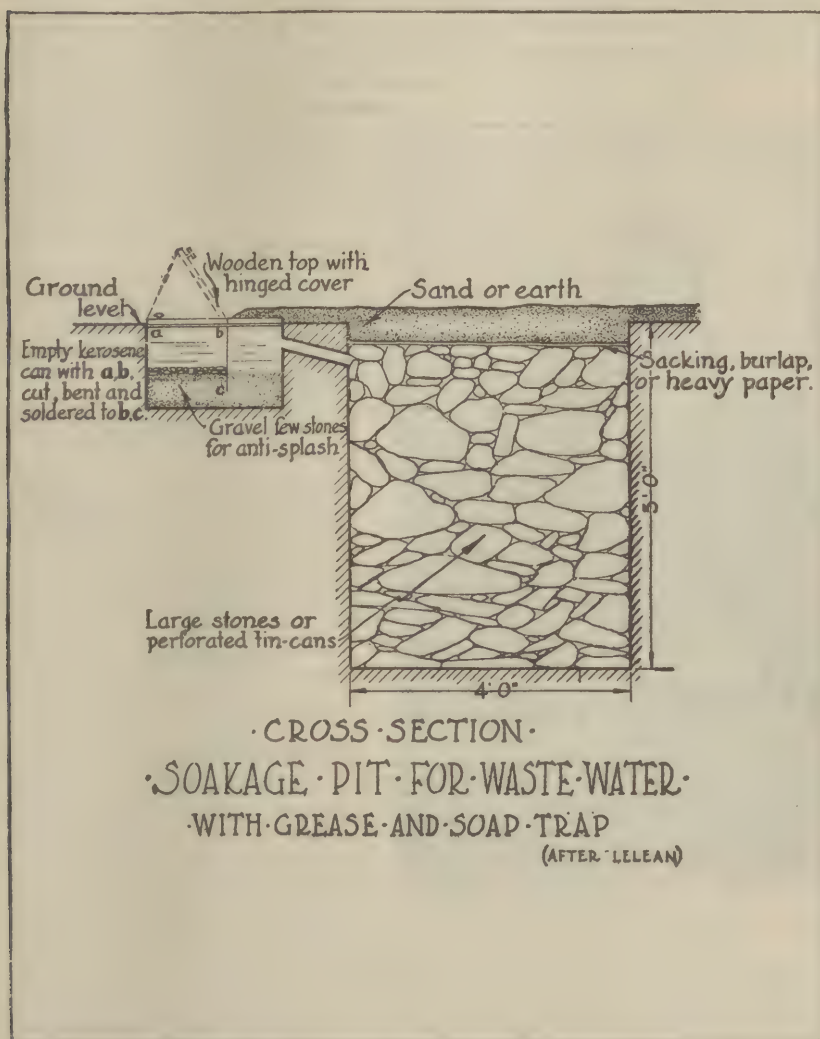 Wooden top with
hinged cover
Ground
level
Sand or earth
a
b
c
Empty kerosene
can with a,b,
cut, bent and
soldered to b.c.
Gravel few stones
for anti-splash
Sacking, burlap,
or heavy paper.
5'0"
Large stones or
perforated tin-cans
4'0"
·CROSS·SECTION·
·SOAKAGE·PIT·FOR·WASTE·WATER·
·WITH·GREASE·AND·SOAP·TRAP
(AFTER·LELEAN)